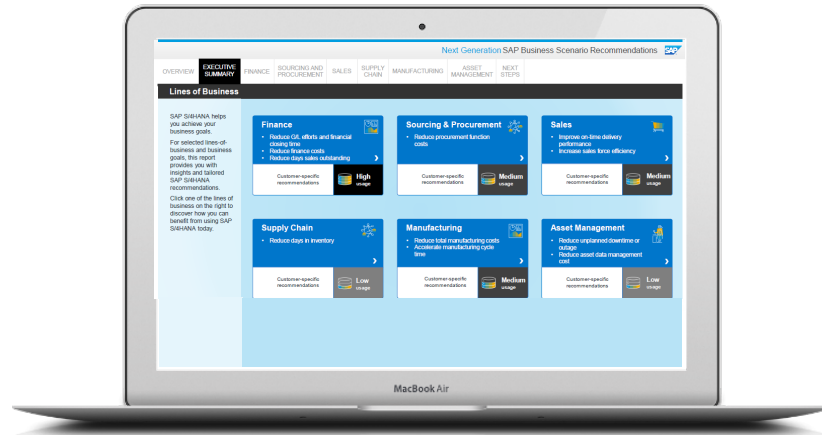 Next Generation SAP Business Scenario Recommendations
SAP
OVERVIEW
EXECUTIVE
SUMMARY
FINANCE
SOURCING AND
PROCUREMENT
SALES
SUPPLY
CHAIN
MANUFACTURING
ASSET
MANAGEMENT
NEXT
STEPS
Lines of Business
SAP S/4HANA helps
you achieve your
business goals.
For selected lines-of-
business and business
goals, this report
provides you with
insights and tailored
SAP S/4HANA
recommendations.
Click one of the lines of
business on the right to
discover how you can
benefit from using SAP
S/4HANA today.
Finance
• Reduce G/L efforts and financial
closing time
• Reduce finance costs
• Reduce days sales outstanding
Customer-specific
recommendations
High
usage
Sourcing & Procurement
• Reduce procurement function
costs
Customer-specific
recommendations
Medium
usage
Sales
• Improve on-time delivery
performance
• Increase sales force efficiency
Customer-specific
recommendations
Medium
usage
Supply Chain
• Reduce days in inventory
Customer-specific
recommendations
Low
usage
Manufacturing
• Reduce total manufacturing costs
• Accelerate manufacturing cycle
time
Customer-specific
recommendations
Medium
usage
Asset Management
• Reduce unplanned downtime or
outage
• Reduce asset data management
cost
Customer-specific
recommendations
Low
usage
MacBook Air